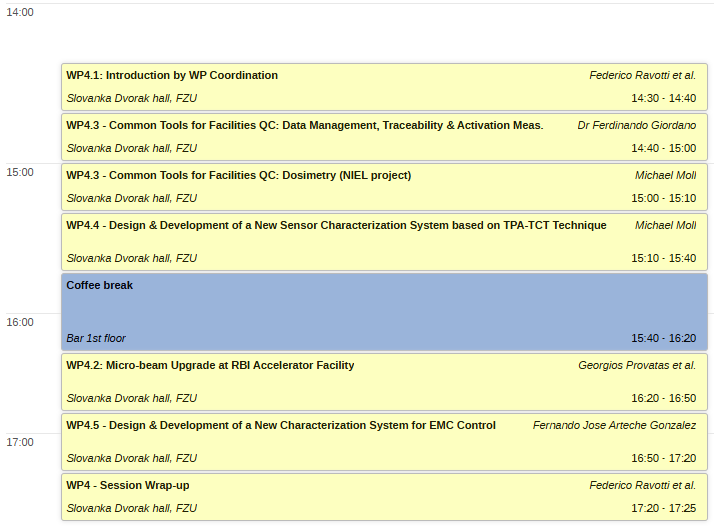 14:00
WP4.1: Introduction by WP Coordination Federico Ravotti et al.
Slovanka Dvorak hall, FZU 14:30 - 14:40
WP4.3 - Common Tools for Facilities QC: Data Management, Traceability & Activation Meas. Dr Ferdinando Giordano
Slovanka Dvorak hall, FZU 14:40 - 15:00
15:00
WP4.3 - Common Tools for Facilities QC: Dosimetry (NIEL project) Michael Moll
Slovanka Dvorak hall, FZU 15:00 - 15:10
WP4.4 - Design & Development of a New Sensor Characterization System based on TPA-TCT Technique Michael Moll
Slovanka Dvorak hall, FZU 15:10 - 15:40
Coffee break
16:00
Bar 1st floor 15:40 - 16:20
WP4.2: Micro-beam Upgrade at RBI Accelerator Facility Georgios Provatas et al.
Slovanka Dvorak hall, FZU 16:20 - 16:50
WP4.5 - Design & Development of a New Characterization System for EMC Control Fernando Jose Arteche Gonzalez
17:00
Slovanka Dvorak hall, FZU 16:50 - 17:20
WP4 - Session Wrap-up Federico Ravotti et al.
Slovanka Dvorak hall, FZU 17:20 - 17:25